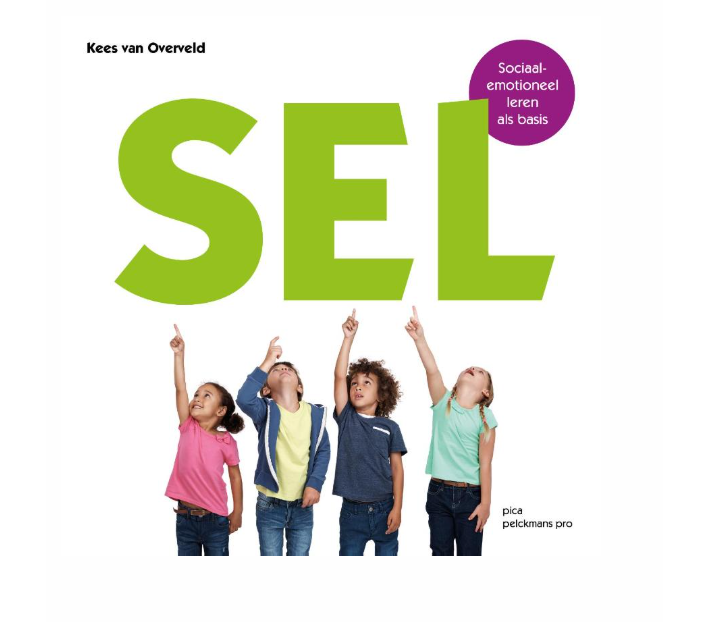 Kees van Overveld
Sociaal-
emotioneel
leren
als basis
SEL
pica
pelckmans pro